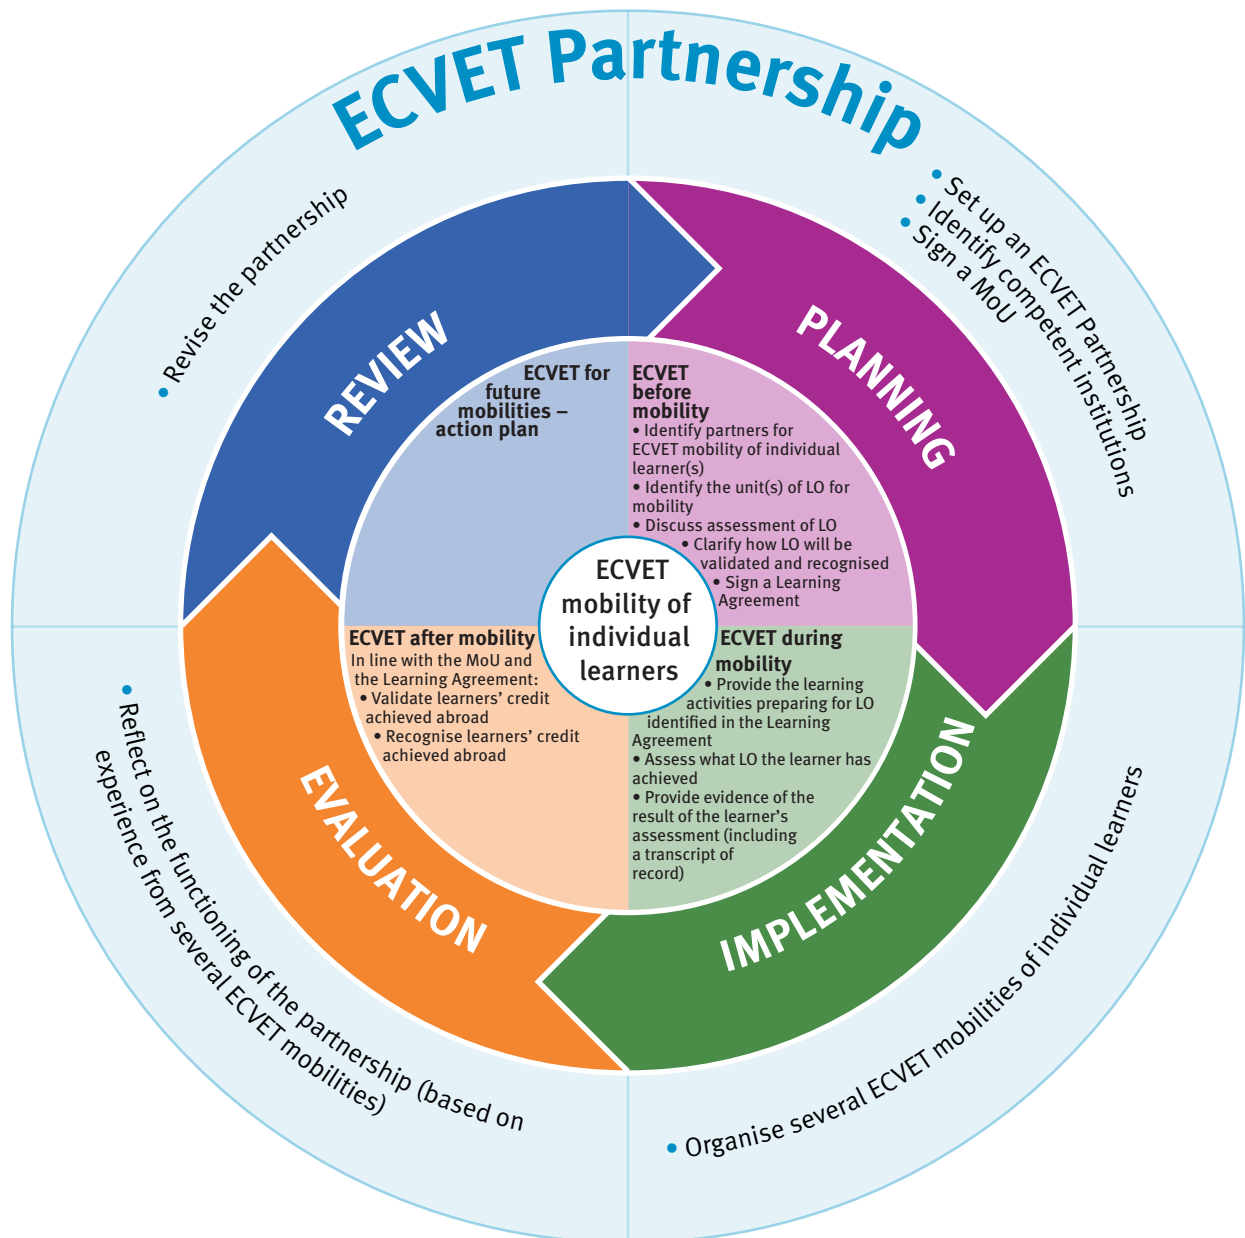 ECVET Partnership
• Set up an ECVET Partnership
• Identify competent institutions
• Sign a MoU
• Revise the partnership
REVIEW
PLANNING
ECVET for
future
mobilities –
action plan
ECVET
before
mobility
• Identify partners for
ECVET mobility of individual
learner(s)
• Identify the unit(s) of LO for
mobility
• Discuss assessment of LO
• Clarify how LO will be
validated and recognised
• Sign a Learning
Agreement
ECVET
mobility of
individual
learners
ECVET after mobility
In line with the MoU and
the Learning Agreement:
• Validate learners’ credit
achieved abroad
• Recognise learners’ credit
achieved abroad
ECVET during
mobility
• Provide the learning
activities preparing for LO
identified in the Learning
Agreement
• Assess what LO the learner has
achieved
• Provide evidence of the
result of the learner’s
assessment (including
a transcript of
record)
EVALUATION
IMPLEMENTATION
• Reflect on the functioning of the partnership (based on
experience from several ECVET mobilities)
• Organise several ECVET mobilities of individual learners